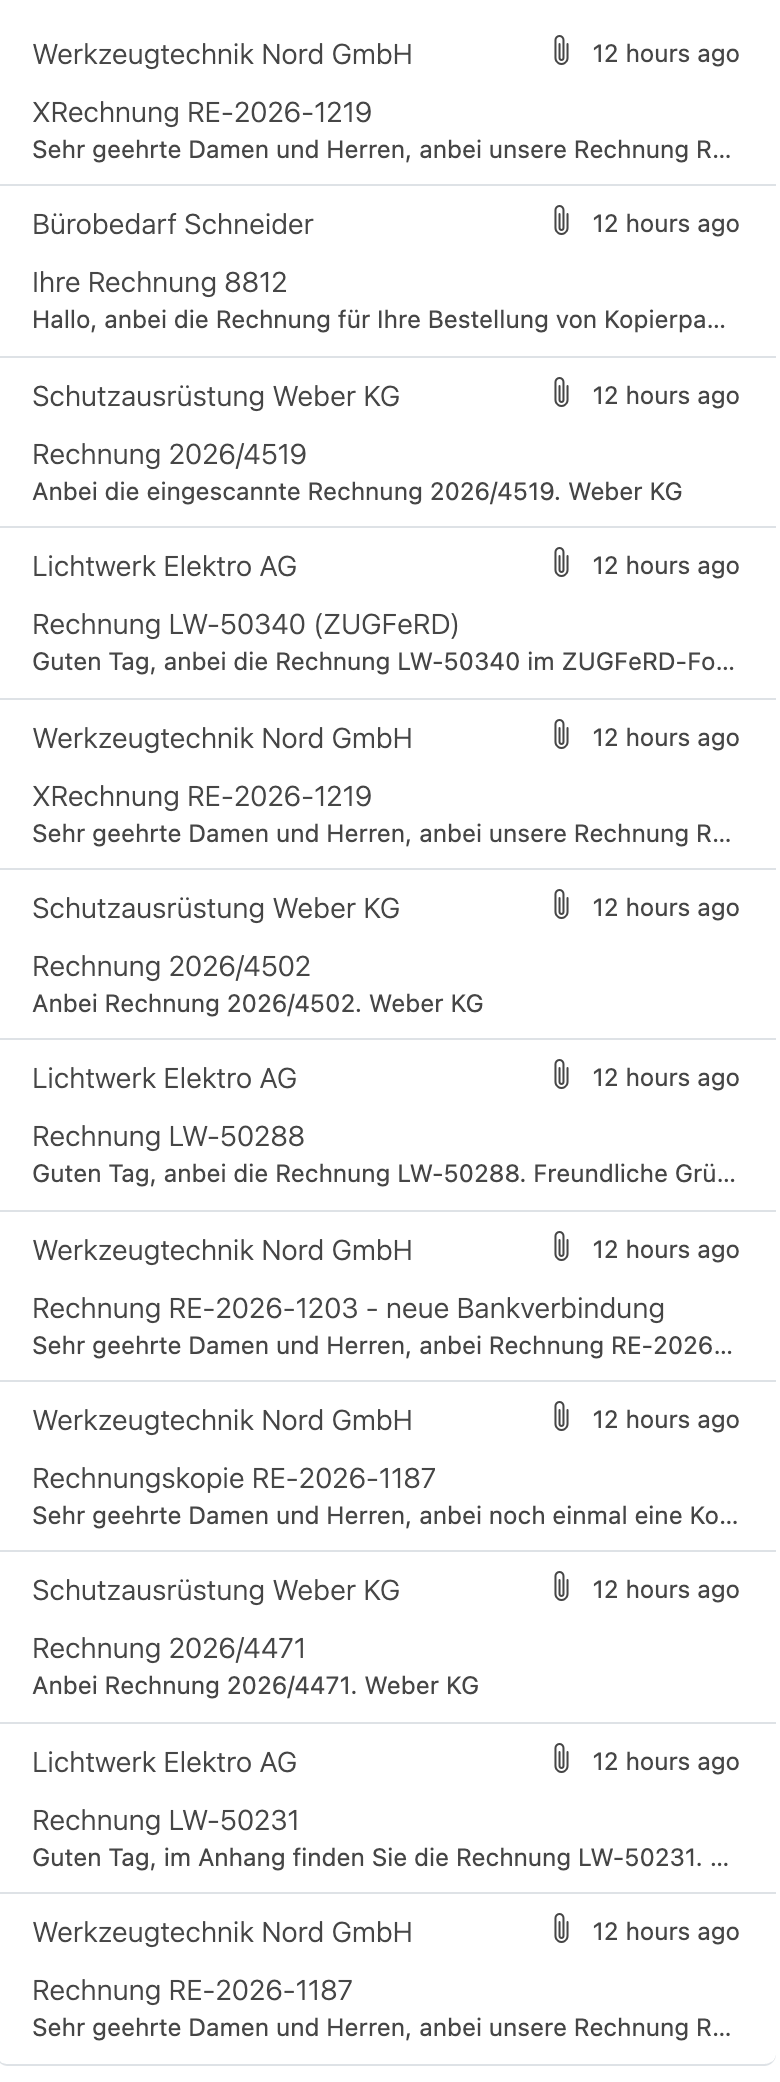 Werkzeugtechnik Nord GmbH 12 hours ago
XRechnung RE-2026-1219
Sehr geehrte Damen und Herren, anbei unsere Rechnung R...
Bürobedarf Schneider 12 hours ago
Ihre Rechnung 8812
Hallo, anbei die Rechnung für Ihre Bestellung von Kopierpa...
Schutzausrüstung Weber KG 12 hours ago
Rechnung 2026/4519
Anbei die eingescannte Rechnung 2026/4519. Weber KG
Lichtwerk Elektro AG 12 hours ago
Rechnung LW-50340 (ZUGFeRD)
Guten Tag, anbei die Rechnung LW-50340 im ZUGFeRD-Fo...
Werkzeugtechnik Nord GmbH 12 hours ago
XRechnung RE-2026-1219
Sehr geehrte Damen und Herren, anbei unsere Rechnung R...
Schutzausrüstung Weber KG 12 hours ago
Rechnung 2026/4502
Anbei Rechnung 2026/4502. Weber KG
Lichtwerk Elektro AG 12 hours ago
Rechnung LW-50288
Guten Tag, anbei die Rechnung LW-50288. Freundliche Grü...
Werkzeugtechnik Nord GmbH 12 hours ago
Rechnung RE-2026-1203 - neue Bankverbindung
Sehr geehrte Damen und Herren, anbei Rechnung RE-2026...
Werkzeugtechnik Nord GmbH 12 hours ago
Rechnungskopie RE-2026-1187
Sehr geehrte Damen und Herren, anbei noch einmal eine Ko...
Schutzausrüstung Weber KG 12 hours ago
Rechnung 2026/4471
Anbei Rechnung 2026/4471. Weber KG
Lichtwerk Elektro AG 12 hours ago
Rechnung LW-50231
Guten Tag, im Anhang finden Sie die Rechnung LW-50231. ...
Werkzeugtechnik Nord GmbH 12 hours ago
Rechnung RE-2026-1187
Sehr geehrte Damen und Herren, anbei unsere Rechnung R...